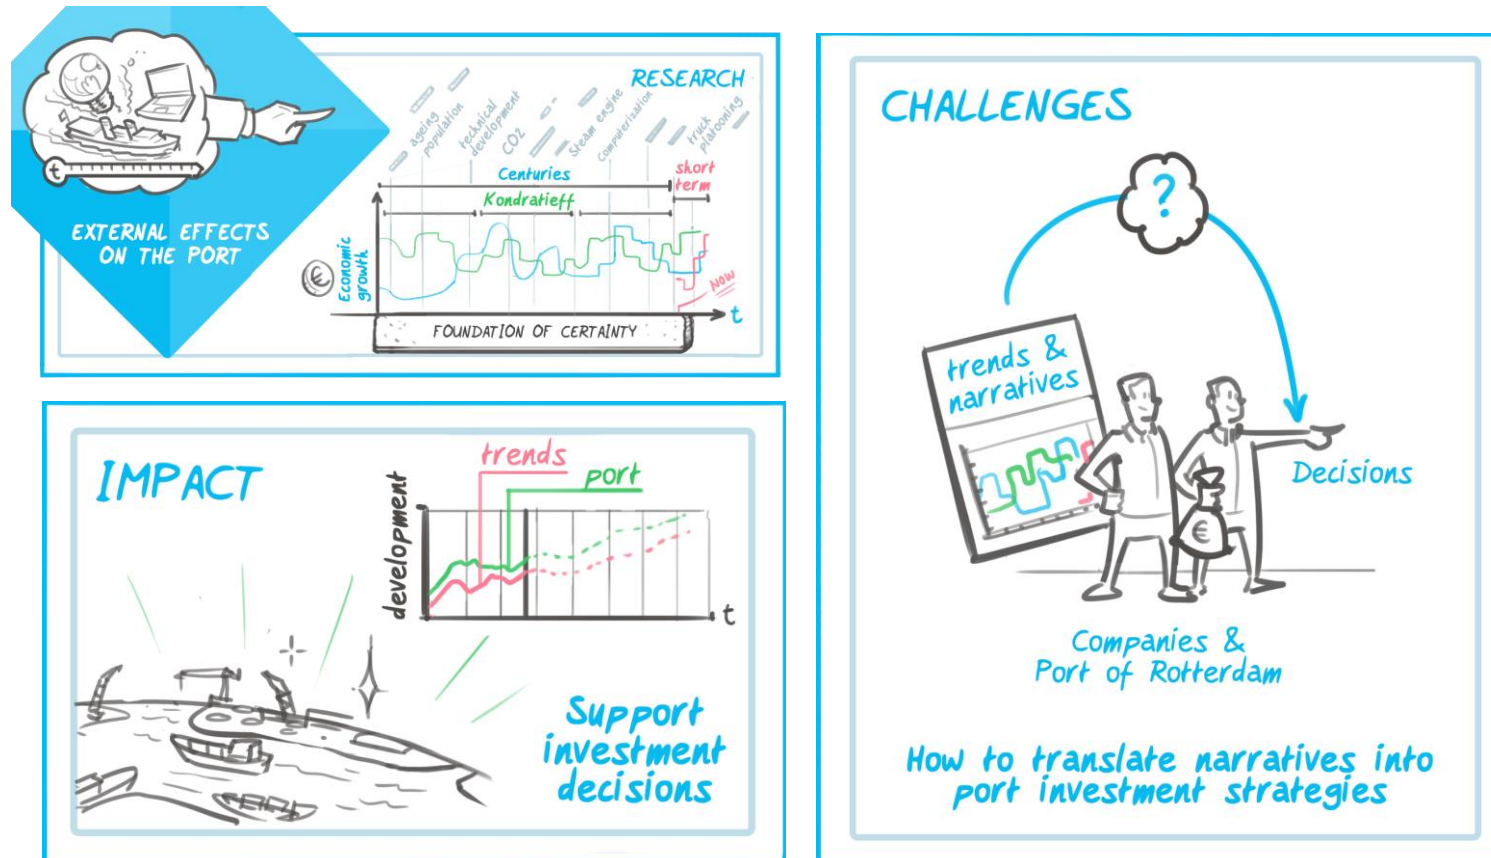 t
EXTERNAL EFFECTS
ON THE PORT
RESEARCH
ageing
population
technical
development
CO2
Steam engine
Computerization
truck
platooning
Centuries
short
term
Kondratieff
€
Economic
growth
NOW
t
FOUNDATION OF CERTAINTY
IMPACT
trends
port
development
t
Support
investment
decisions
CHALLENGES
?
trends &
narratives
€
Decisions
Companies &
Port of Rotterdam
How to translate narratives into
port investment strategies